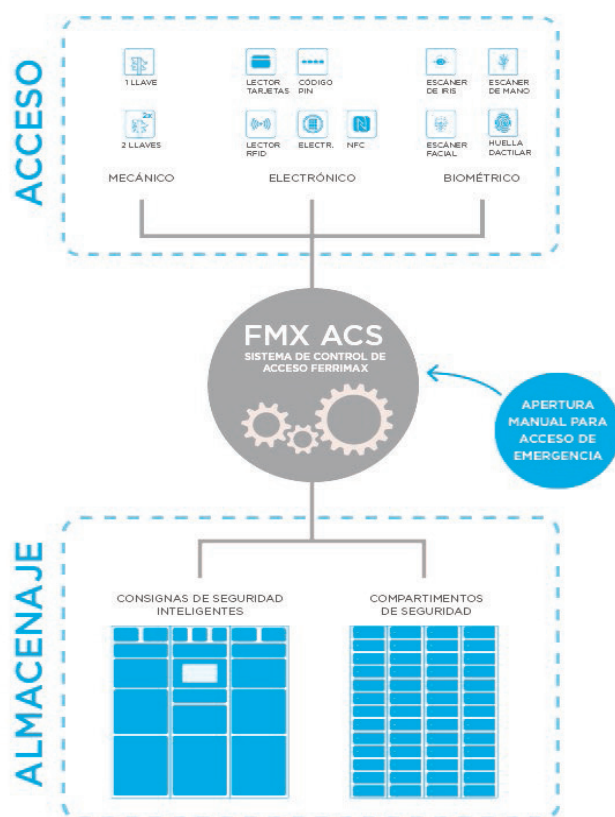 ACCESO
1 LLAVE
LECTOR
TARJETAS
CÓDIGO
PIN
ESCÁNER
DE IRIS
ESCÁNER
DE MANO
2x
2 LLAVES
LECTOR
RFID
ELECTR.
NFC
ESCÁNER
FACIAL
HUELLA
DACTILAR
MECÁNICO
ELECTRÓNICO
BIOMÉTRICO
FMX ACS
SISTEMA DE CONTROL DE
ACCESO FERRIMAX
APERTURA
MANUAL PARA
ACCESO DE
EMERGENCIA
ALMACENAJE
CONSIGNAS DE SEGURIDAD
INTELIGENTES
COMPARTIMENTOS
DE SEGURIDAD